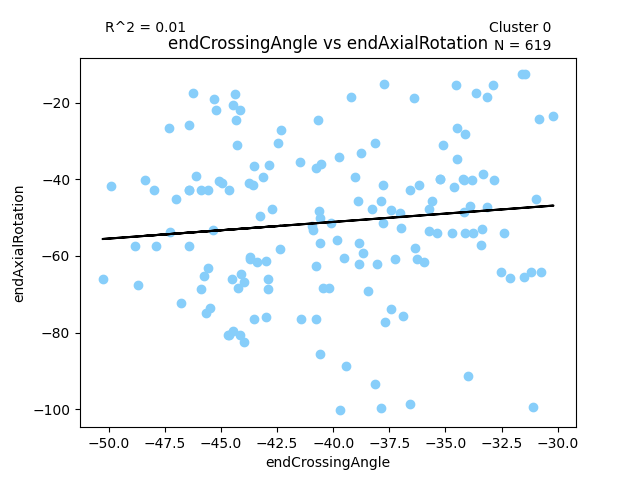 R^2 = 0.01
Cluster 0
endCrossingAngle vs endAxialRotation
N = 619
−20
−40
−60
−80
−100
endAxialRotation
−50.0 −47.5 −45.0 −42.5 −40.0 −37.5 −35.0 −32.5 −30.0
endCrossingAngle